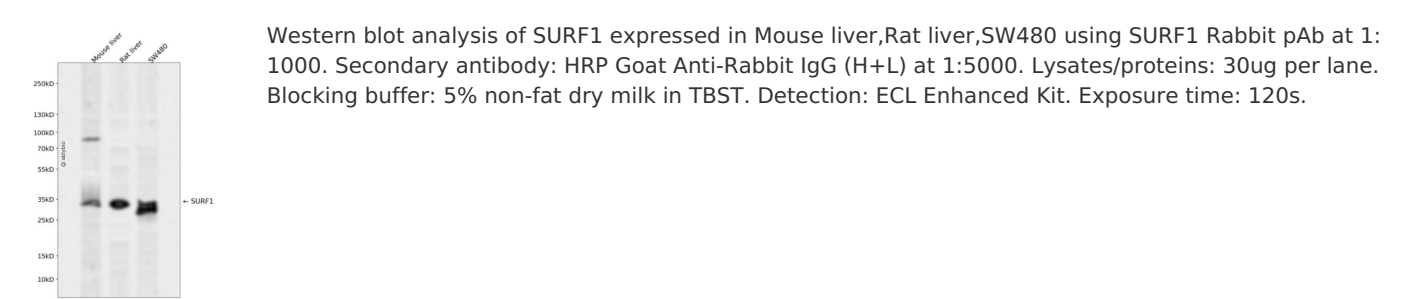 Mouse liver
Rat liver
SW480
250kD
130kD
100kD
70kD
55kD
35kD
25kD
15kD
10kD
@ ablybio
← SURF1
Western blot analysis of SURF1 expressed in Mouse liver,Rat liver,SW480 using SURF1 Rabbit pAb at 1:
1000. Secondary antibody: HRP Goat Anti-Rabbit IgG (H+L) at 1:5000. Lysates/proteins: 30ug per lane.
Blocking buffer: 5% non-fat dry milk in TBST. Detection: ECL Enhanced Kit. Exposure time: 120s.